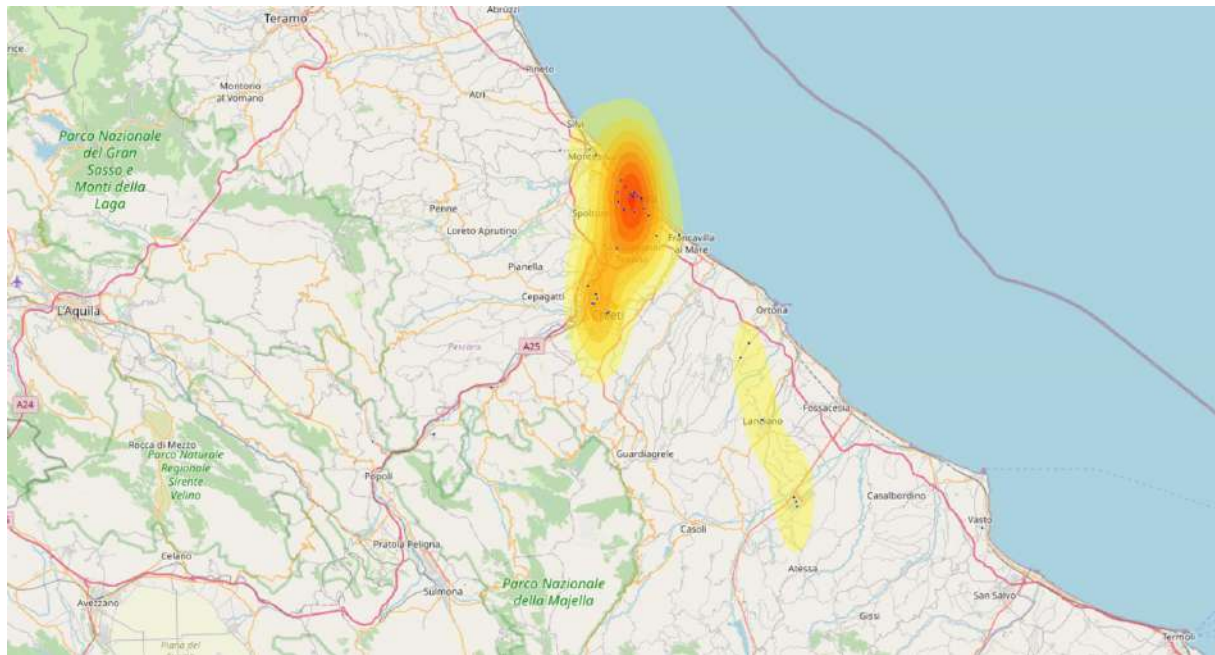 Teramo
Abruzzi
Pineto
Montorio
al Vomano
Atri
Silvi
Parco Nazionale
del Gran
Sasso e
Monti della
Laga
Penne
Loreto Aprutino
Francavilla
al Mare
Pianella
Cepagatti
Chieti
L'Aquila
Pescara
A25
Ortona
A24
Lanciano
Fossacesia
Rocca di Mezzo
Parco Naturale
Regionale
Sirente
Velino
Guardiagrele
Popoli
Casalbordino
Vasto
Casoli
Celano
Pratola Peligna
Atessa
Avezzano
Sulmona
Parco Nazionale
della Majella
San Salvo
Gissi
Piana del
Termoli